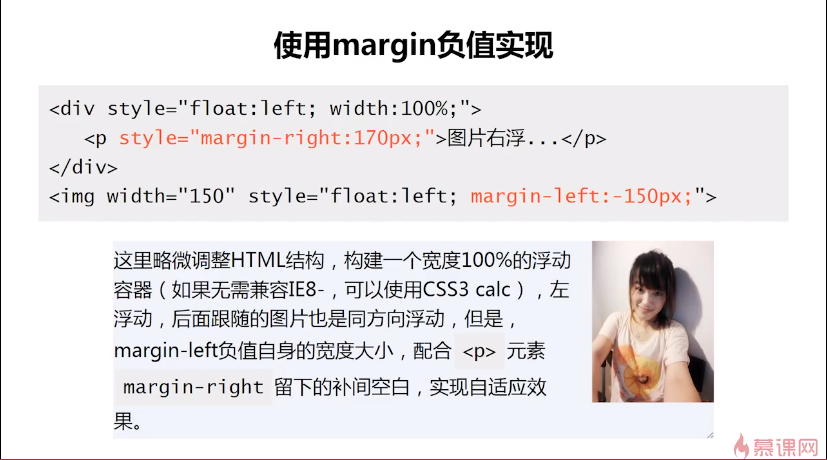 使用margin负值实现
<div style="float:left; width:100%;">
<p style="margin-right:170px;">图片右浮...</p>
</div>
<img width="150" style="float:left; margin-left:-150px;">
这里略微调整HTML结构，构建一个宽度100%的浮动
容器（如果无需兼容IE8-，可以使用CSS3 calc），左
浮动，后面跟随的图片也是同方向浮动，但是，
margin-left负值自身的宽度大小，配合 <p> 元素
margin-right 留下的补间空白，实现自适应效
果。
慕课网